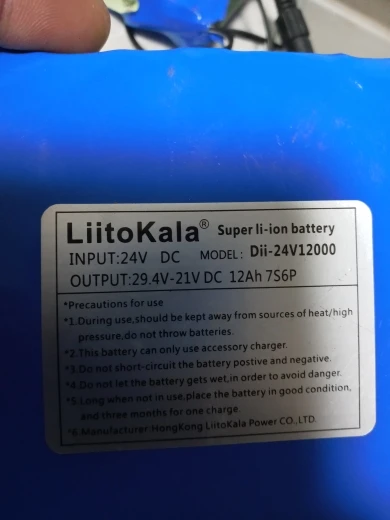 LiitoKala® Super li-ion battery
INPUT:24V DC MODEL: Dii-24V12000
OUTPUT:29.4V-21V DC 12Ah 7S6P
*Precautions for use
*1.During use,should be kept away from sources of heat/high
pressure,do not throw batteries.
*2.This battery can only use accessory charger.
*3.Do not short-circuit the battery postive and negative.
*4.Do not let the battery gets wet,in order to avoid danger.
*5.Long when not in use,place the battery in good condition,
and three months for one charge.
*6.Manufacturer:HongKong LiitoKala Power CO.,LTD.